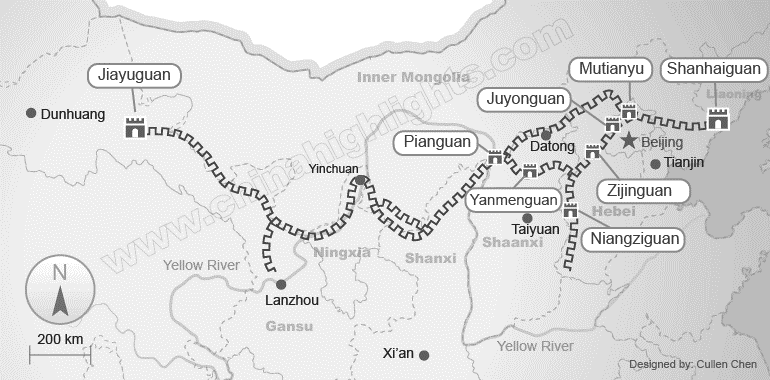 Inner Mongolia
Mutianyu
Shanhaiguan
Jiayuguan
Liaoning
Juyonguan
Dunhuang
Pianguan
Datong
Beijing
Tianjin
Yinchuan
Zijinguan
Yanmenguan
Hebei
Taiyuan
Niangziguan
Shaanxi
Ningxia
Shanxi
Yellow River
N
Lanzhou
Gansu
200 km
Xi'an
Yellow River
Designed by: Cullen Chen
www.chinahighlights.com